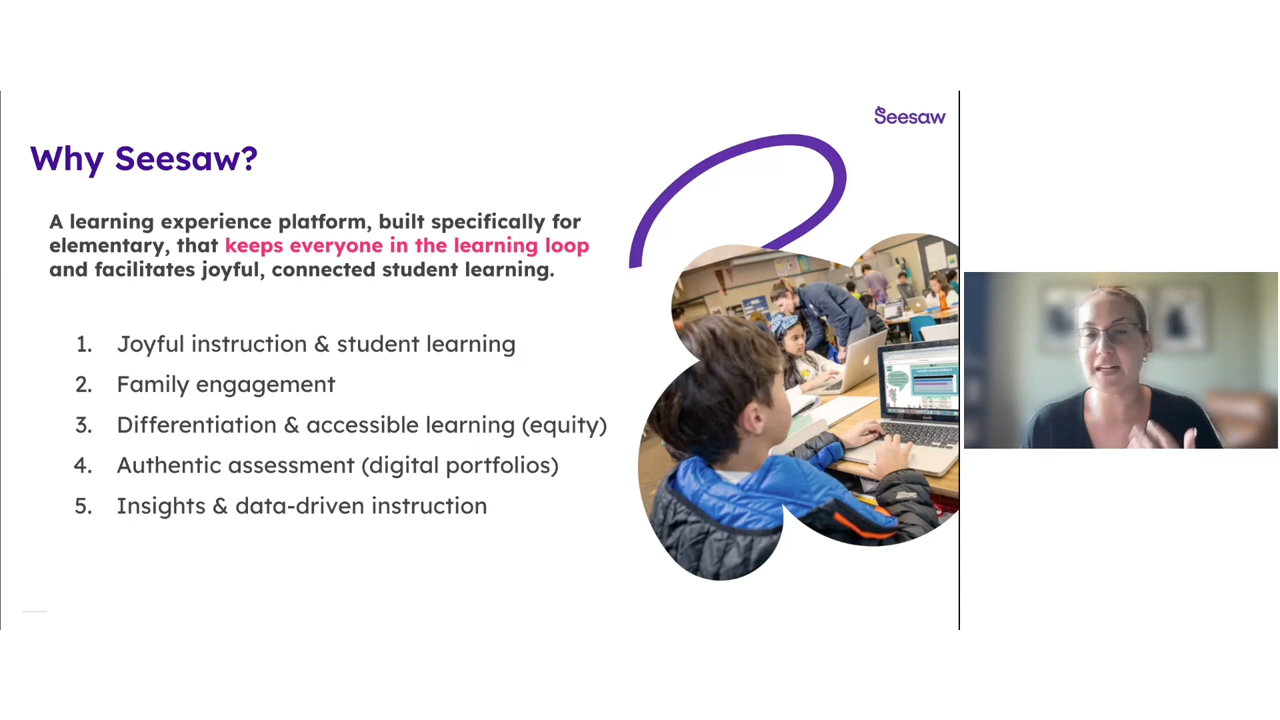 Seesaw
Why Seesaw?
A learning experience platform, built specifically for
elementary, that keeps everyone in the learning loop
and facilitates joyful, connected student learning.
1. Joyful instruction & student learning
2. Family engagement
3. Differentiation & accessible learning (equity)
4. Authentic assessment (digital portfolios)
5. Insights & data-driven instruction